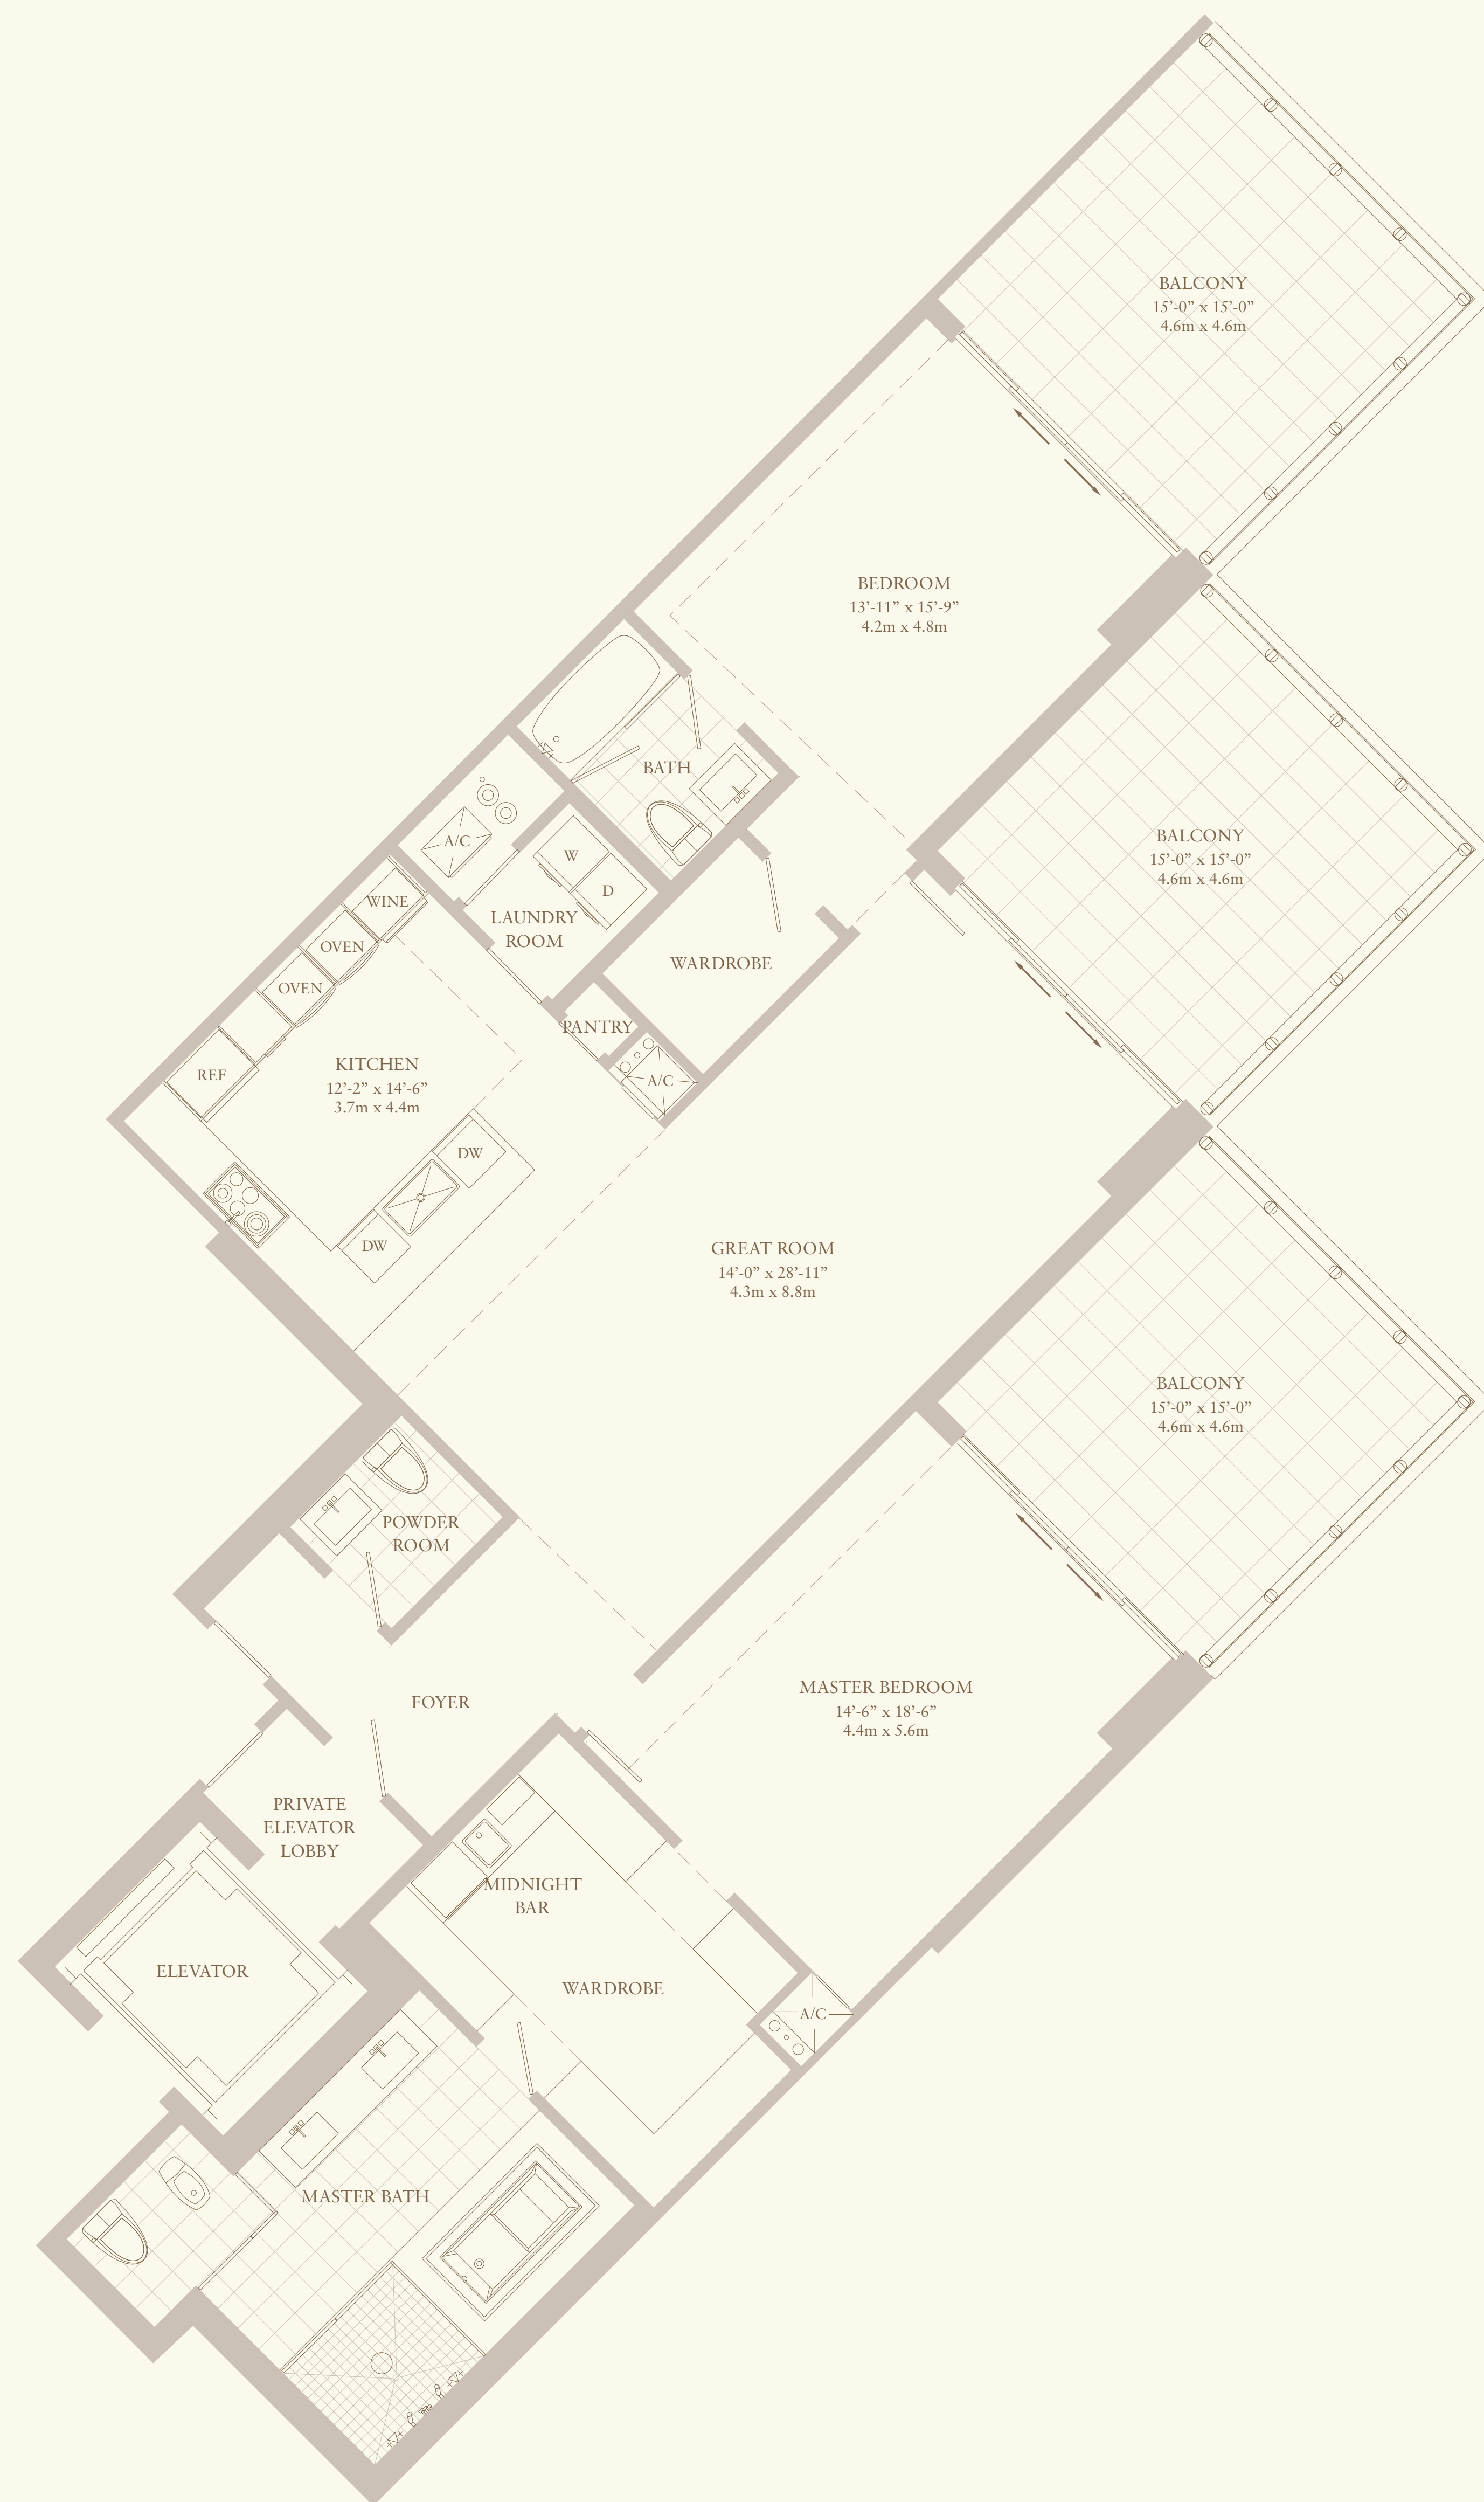 BALCONY
15’-0” x 15’-0”
4.6m x 4.6m
BEDROOM
13’-11” x 15’-9”
4.2m x 4.8m
BATH
BALCONY
15’-0” x 15’-0”
4.6m x 4.6m
A/C
W
D
WINE
LAUNDRY
ROOM
OVEN
OVEN
WARDROBE
PANTRY
REF
KITCHEN
12’-2” x 14’-6”
3.7m x 4.4m
A/C
DW
DW
GREAT ROOM
14’-0” x 28’-11”
4.3m x 8.8m
BALCONY
15’-0” x 15’-0”
4.6m x 4.6m
POWDER
ROOM
FOYER
MASTER BEDROOM
14’-6” x 18’-6”
4.4m x 5.6m
PRIVATE
ELEVATOR
LOBBY
MIDNIGHT
BAR
ELEVATOR
WARDROBE
A/C
MASTER BATH